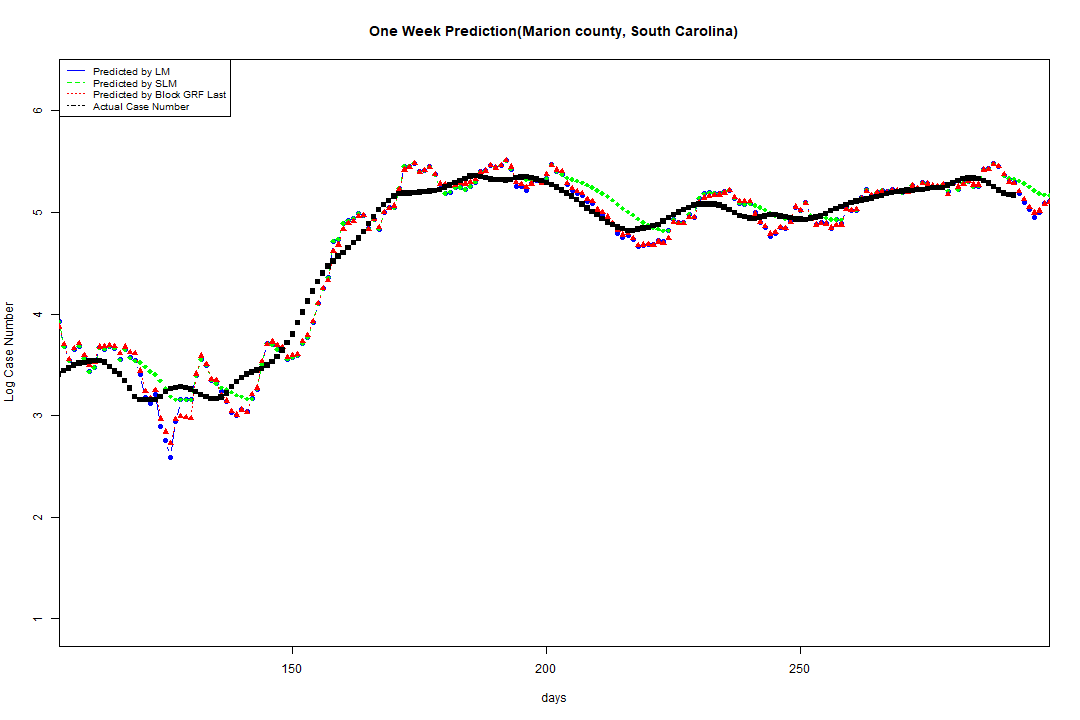 One Week Prediction(Marion county, South Carolina)
Predicted by LM
Predicted by SLM
Predicted by Block GRF Last
Actual Case Number
6
5
4
3
2
1
Log Case Number
150
200
250
days